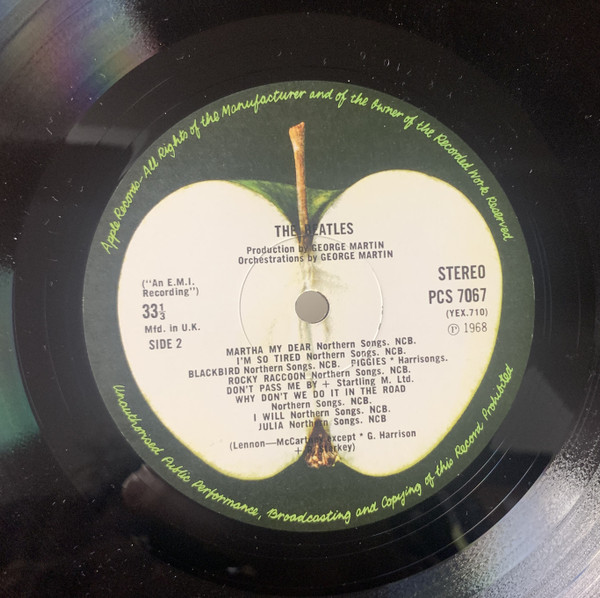 Apple Records-All Rights of the Manufacturer and of the Owner of the Recorded Work Reserved
THE BEATLES
Production by GEORGE MARTIN
Orchestrations by GEORGE MARTIN
("An E.M.I.
Recording")
33⅓
Mfd. in U.K.
SIDE 2
STEREO
PCS 7067
(YEX.710)
Ⓟ 1968
MARTHA MY DEAR Northern Songs. NCB.
I'M SO TIRED Northern Songs. NCB.
BLACKBIRD Northern Songs. NCB. PIGGIES * Harrisongs.
ROCKY RACCOON Northern Songs. NCB.
DON'T PASS ME BY + Startling M. Ltd.
WHY DON'T WE DO IT IN THE ROAD
Northern Songs. NCB.
I WILL Northern Songs. NCB.
JULIA Northern Songs. NCB
(Lennon—McCartney except * G. Harrison
+ Starkey)
Unauthorised Public Performance, Broadcasting and Copying of this Record Prohibited